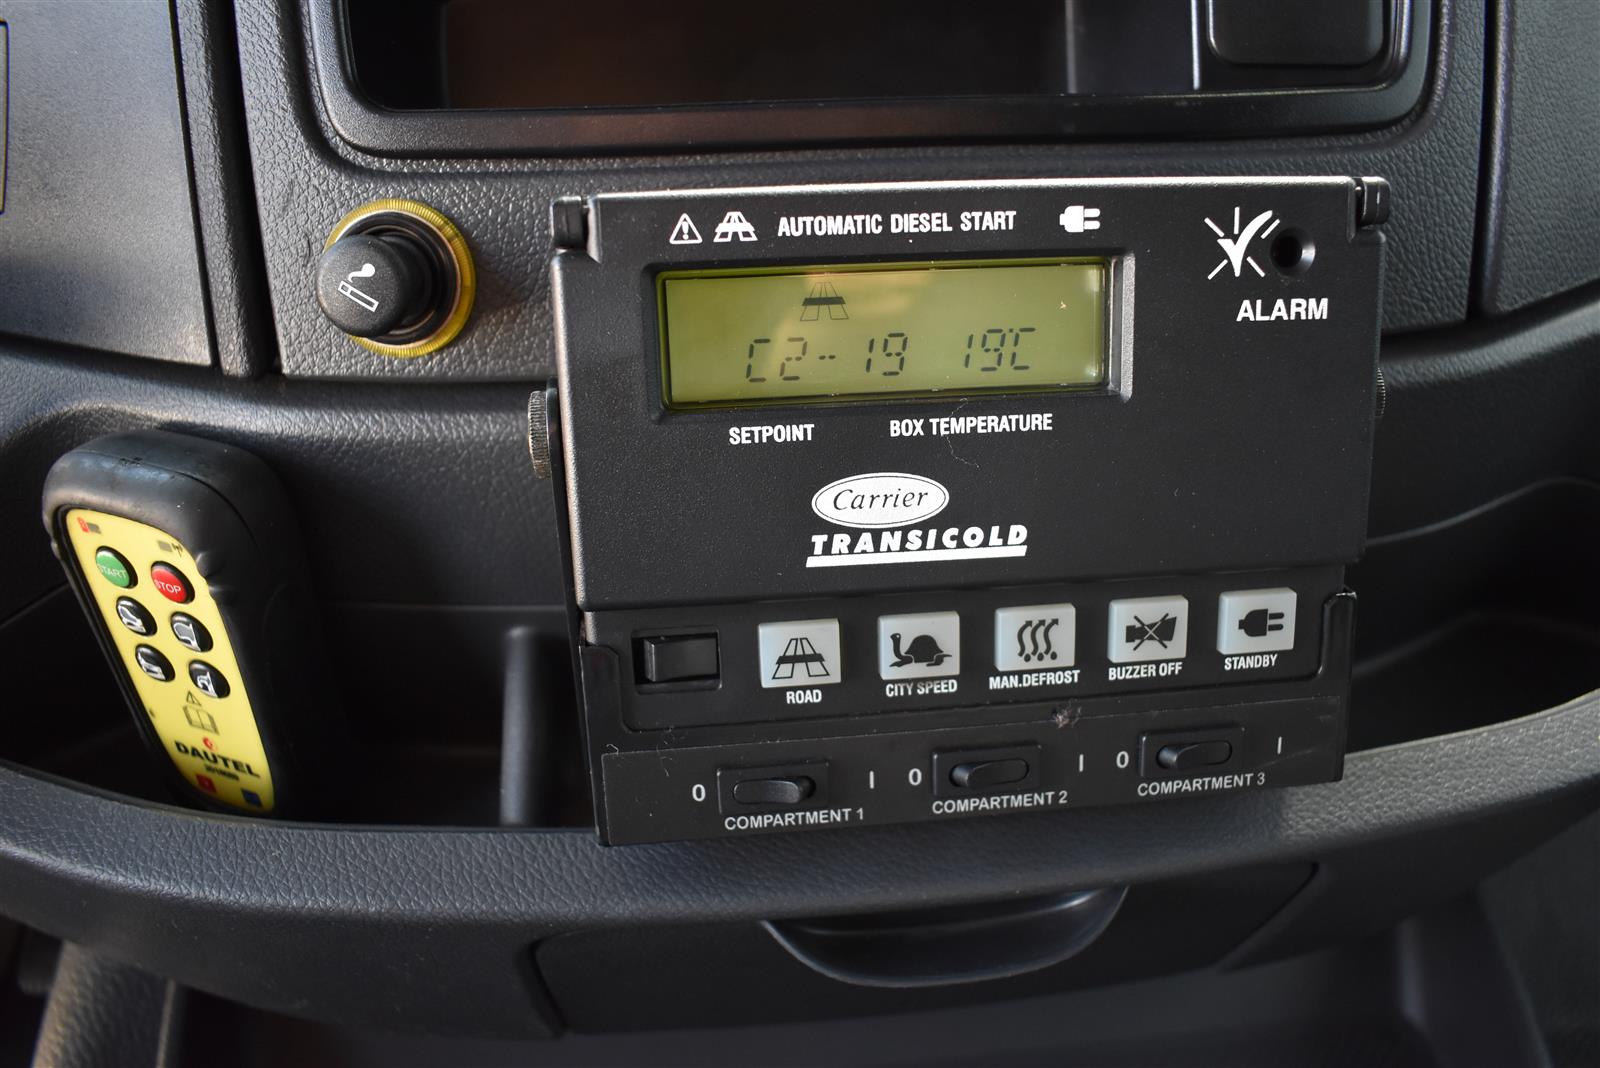 AUTOMATIC DIESEL START
ALARM
C2-19 19°C
SETPOINT
BOX TEMPERATURE
Carrier
TRANSICOLD
START
STOP
DAUTEL
ROAD
CITY SPEED
MAN.DEFROST
BUZZER OFF
STANDBY
0 I
COMPARTMENT 1
0 I
COMPARTMENT 2
0 I
COMPARTMENT 3